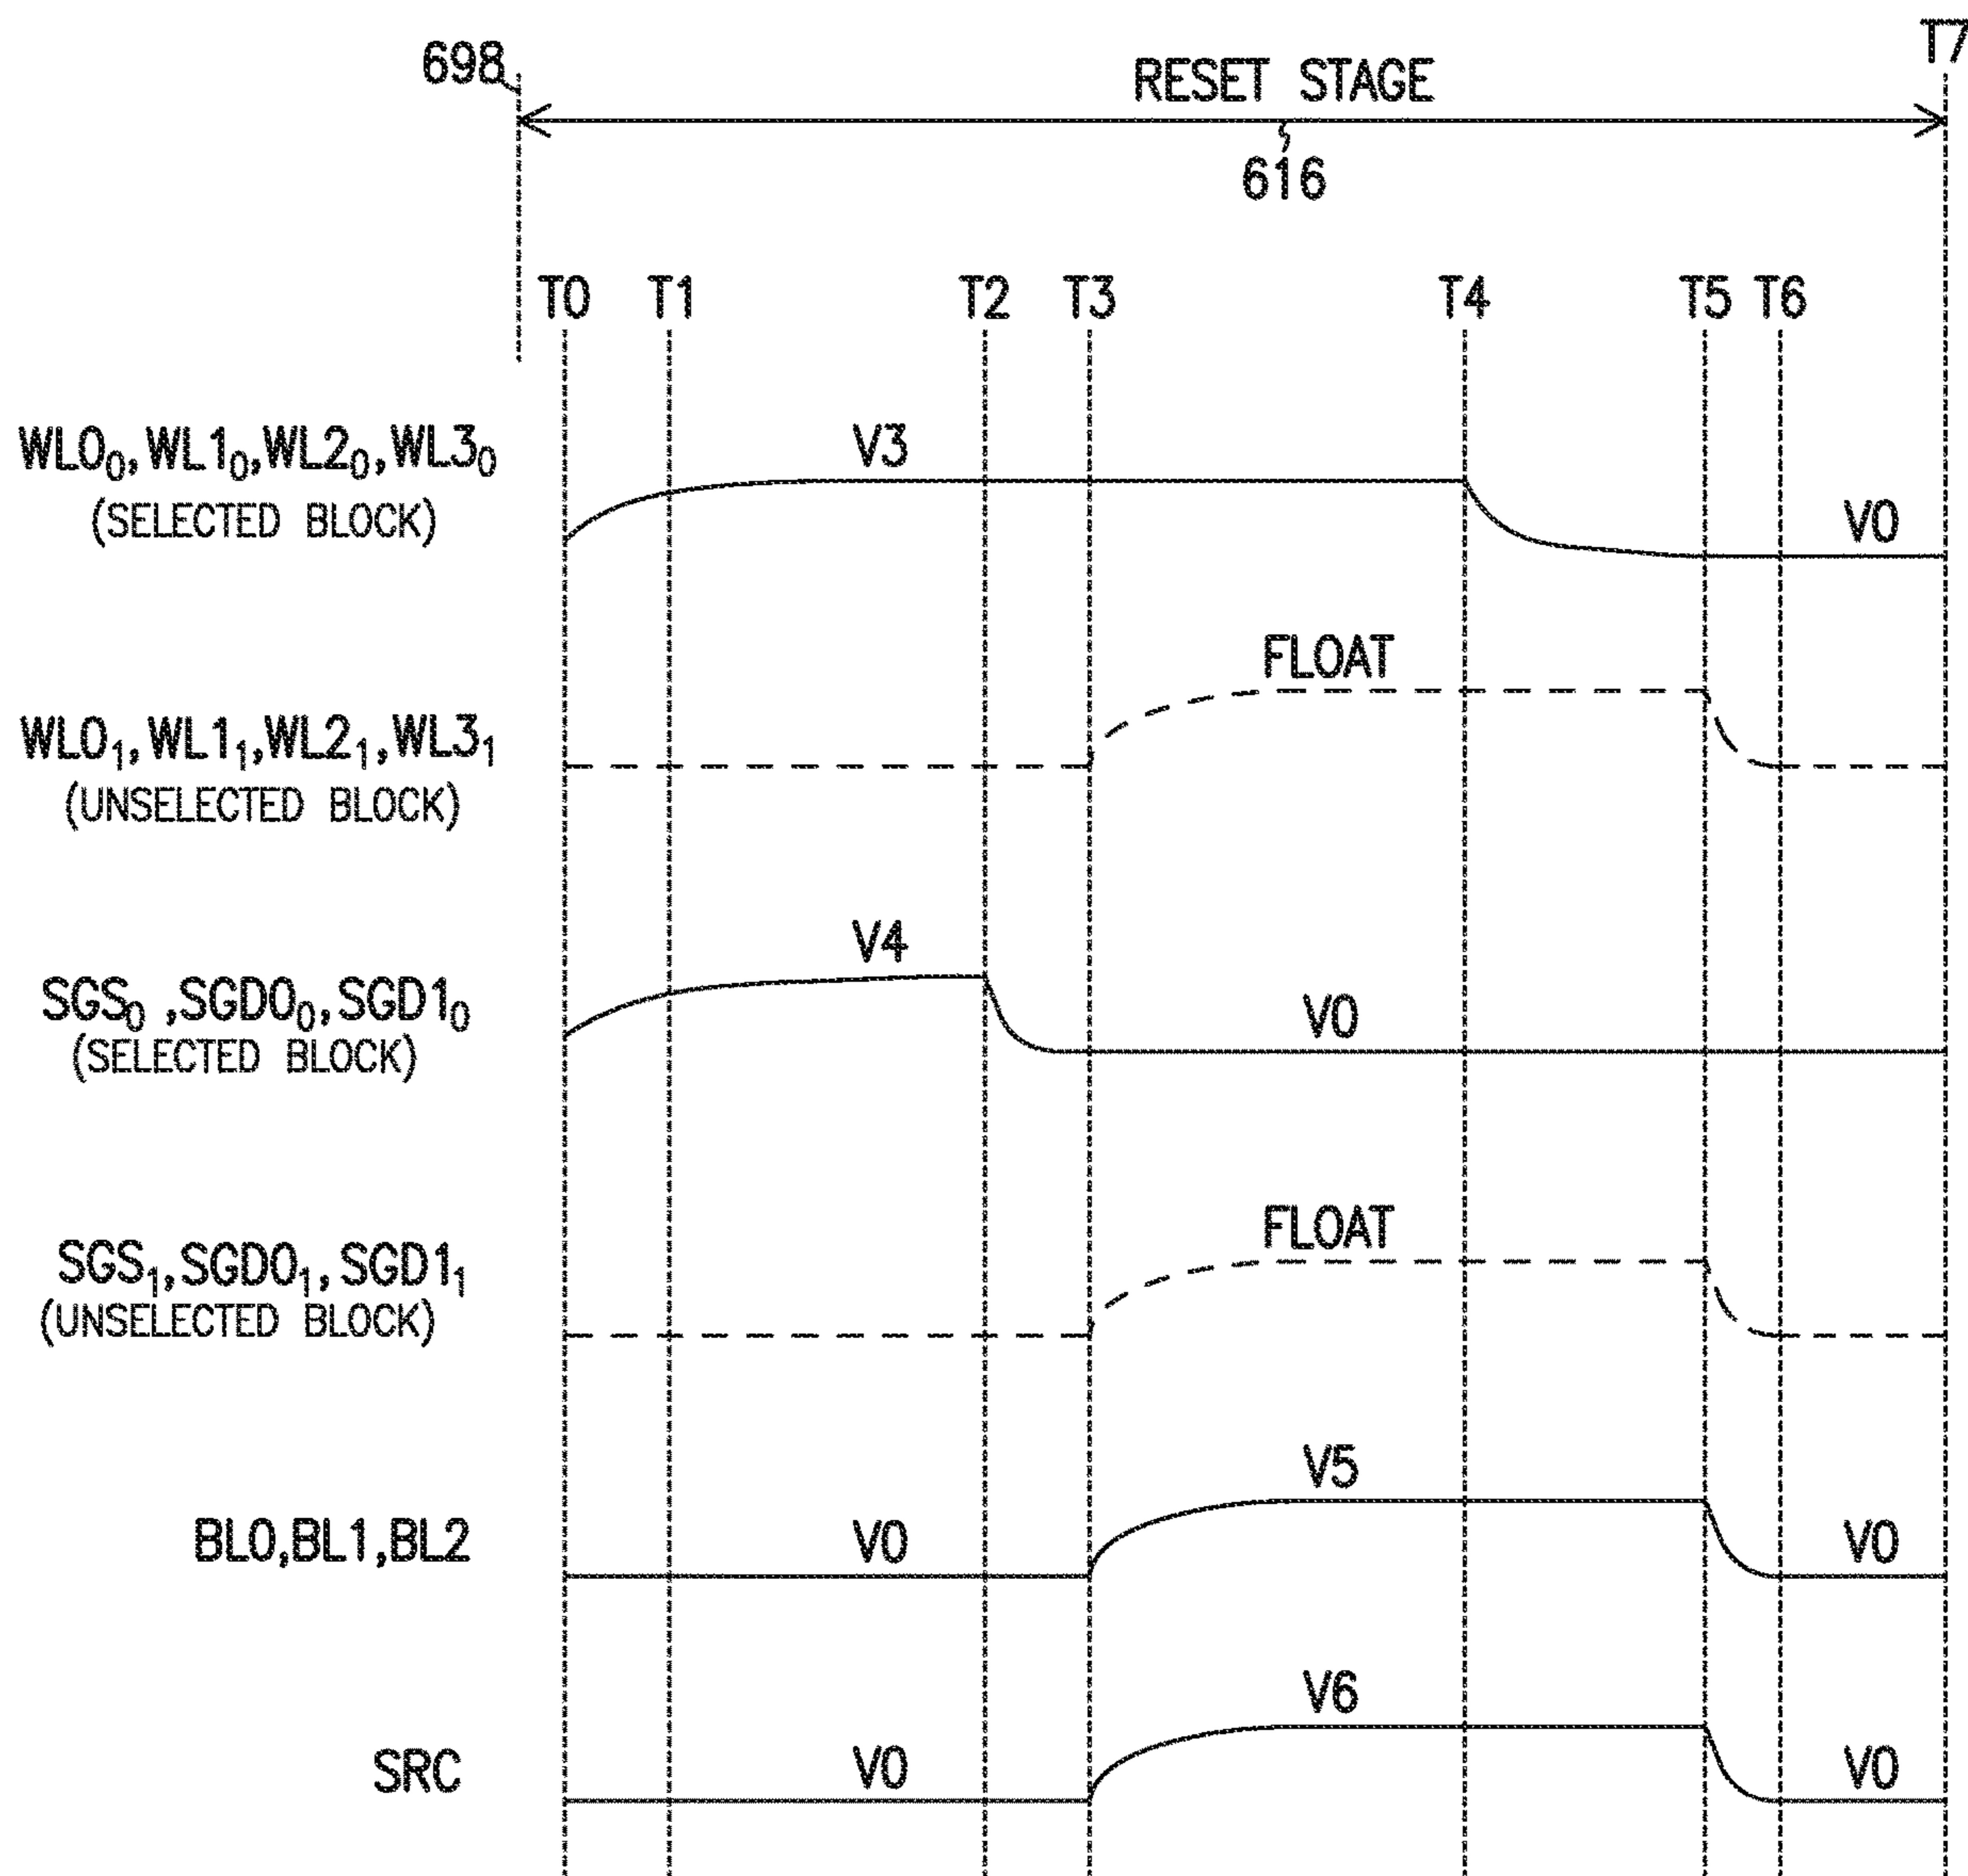 T7
698
RESET STAGE
616
T0 T1 T2 T3 T4 T5 T6
WL0₀, WL1₀, WL2₀, WL3₀
(SELECTED BLOCK)
V3
V0
WL0₁, WL1₁, WL2₁, WL3₁
(UNSELECTED BLOCK)
FLOAT
SGS₀ , SGD0₀, SGD1₀
(SELECTED BLOCK)
V4
V0
SGS₁, SGD0₁, SGD1₁
(UNSELECTED BLOCK)
FLOAT
BL0, BL1, BL2
V0
V5
V0
SRC
V0
V6
V0